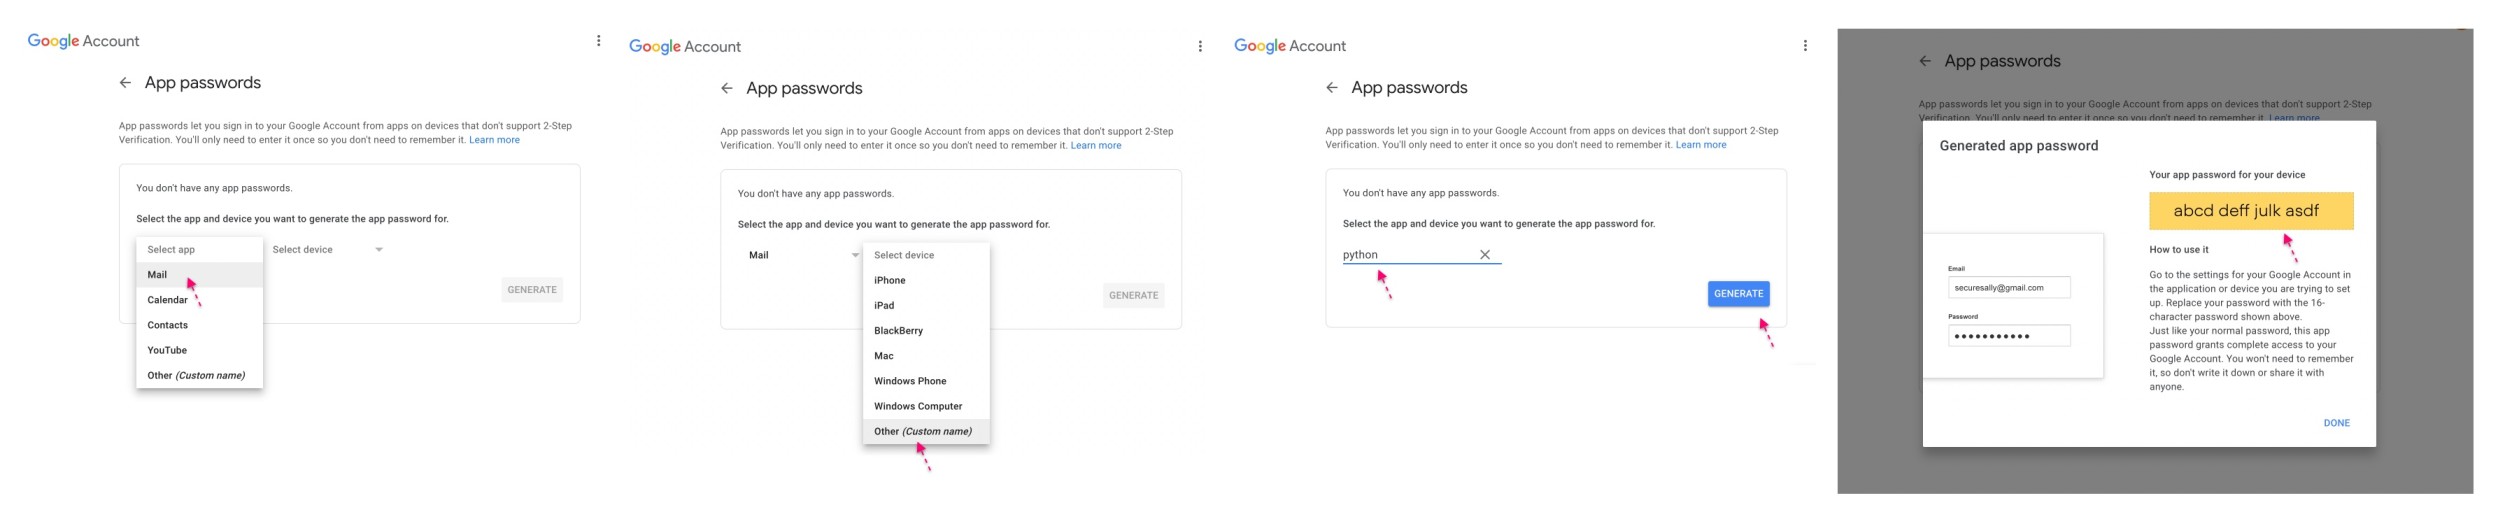 Google Account
App passwords
App passwords let you sign in to your Google Account from apps on devices that don't support 2-Step
Verification. You'll only need to enter it once so you don't need to remember it. Learn more
You don't have any app passwords.
Select the app and device you want to generate the app password for.
Select app
Select device
Mail
Calendar
Contacts
YouTube
Other (Custom name)
GENERATE
Google Account
App passwords
App passwords let you sign in to your Google Account from apps on devices that don't support 2-Step
Verification. You'll only need to enter it once so you don't need to remember it. Learn more
You don't have any app passwords.
Select the app and device you want to generate the app password for.
Mail
Select device
iPhone
iPad
BlackBerry
Mac
Windows Phone
Windows Computer
Other (Custom name)
GENERATE
Google Account
App passwords
App passwords let you sign in to your Google Account from apps on devices that don't support 2-Step
Verification. You'll only need to enter it once so you don't need to remember it. Learn more
You don't have any app passwords.
Select the app and device you want to generate the app password for.
python
GENERATE
App passwords
App passwords let you sign in to your Google Account from apps on devices that don't support 2-Step
Verification. You'll only need to enter it once so you don't need to remember it. Learn more
Generated app password
Email
securesally@gmail.com
Password
Your app password for your device
abcd deff julk asdf
How to use it
Go to the settings for your Google Account in
the application or device you are trying to set
up. Replace your password with the 16-
character password shown above.
Just like your normal password, this app
password grants complete access to your
Google Account. You won't need to remember
it, so don't write it down or share it with
anyone.
DONE